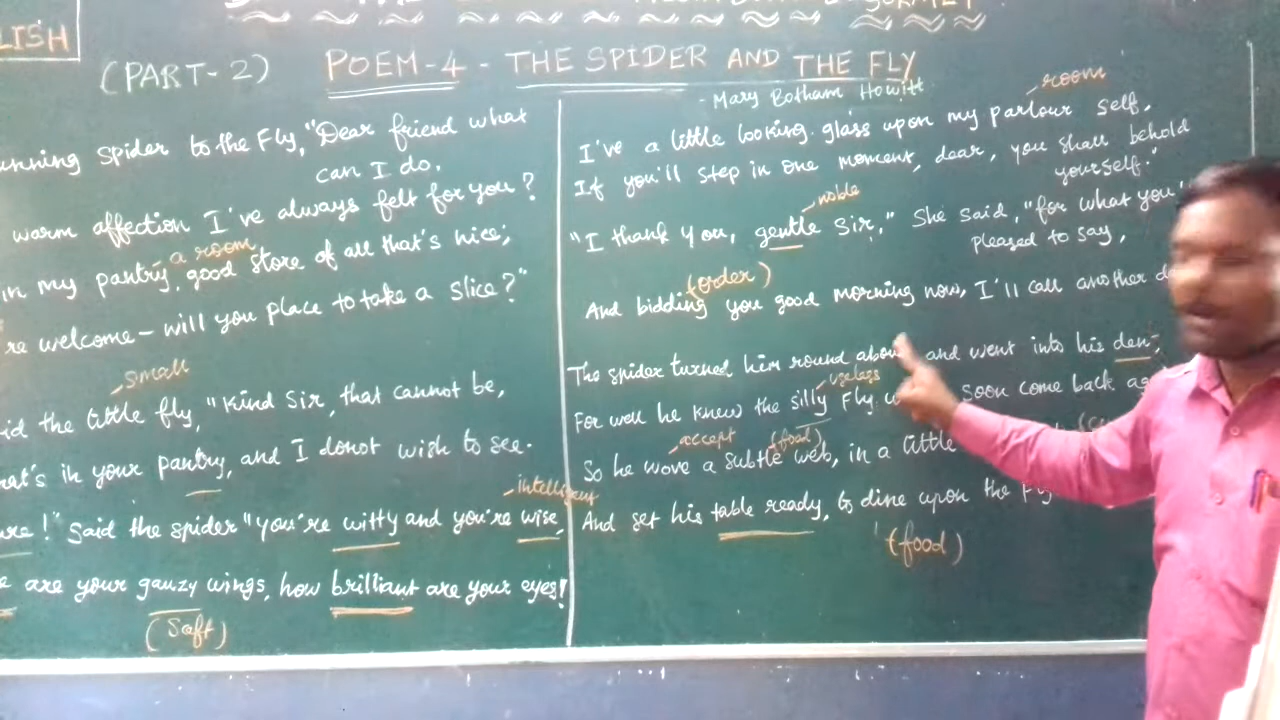 LISH
(PART-2)
POEM-4 - THE SPIDER AND THE FLY
- Mary Botham Howitt
unning spider to the Fly, "Dear friend what
can I do,
warm affection I've always felt for you?
a room
in my pantry, good store of all that's nice;
're welcome - will you place to take a slice?"
small
id the little fly, "Kind Sir, that cannot be,
hat's in your pantry, and I donot wish to see.
intelligent
ure!" Said the spider "you're witty and you're wise,
e are your gauzy wings, how brilliant are your eyes!
(Saft)
room
I've a little looking glass upon my parlour self,
If you'll step in one moment, dear, you shall behold
yourself."
noble
"I thank you, gentle Sir," She said, "for what you'
pleased to say,
(order)
And bidding you good morning now, I'll call another d
The spider turned him round abou and went into his den,
useless
For well he knew the silly Fly w soon come back ag
accept (food)
So he wove a subtle web, in a little
And set his table ready, to dine upon the Fly
(food)